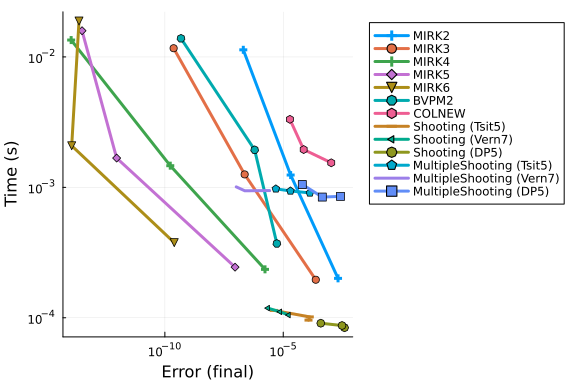 10⁻²
10⁻³
10⁻⁴
Time (s)
10⁻¹⁰
10⁻⁵
Error (final)
MIRK2
MIRK3
MIRK4
MIRK5
MIRK6
BVPM2
COLNEW
Shooting (Tsit5)
Shooting (Vern7)
Shooting (DP5)
MultipleShooting (Tsit5)
MultipleShooting (Vern7)
MultipleShooting (DP5)